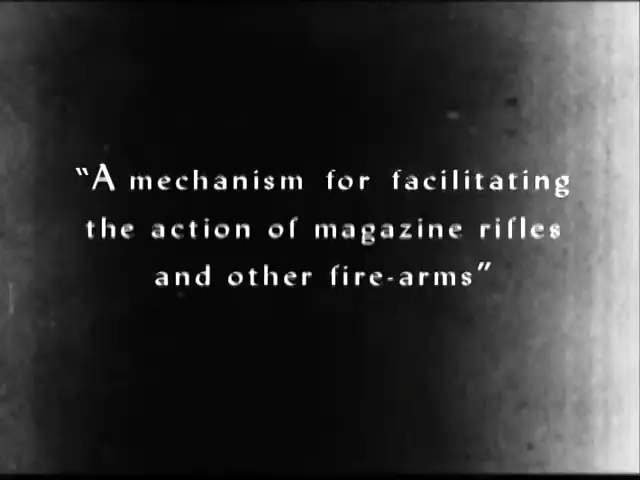 “A mechanism for facilitating
the action of magazine rifles
and other fire-arms”